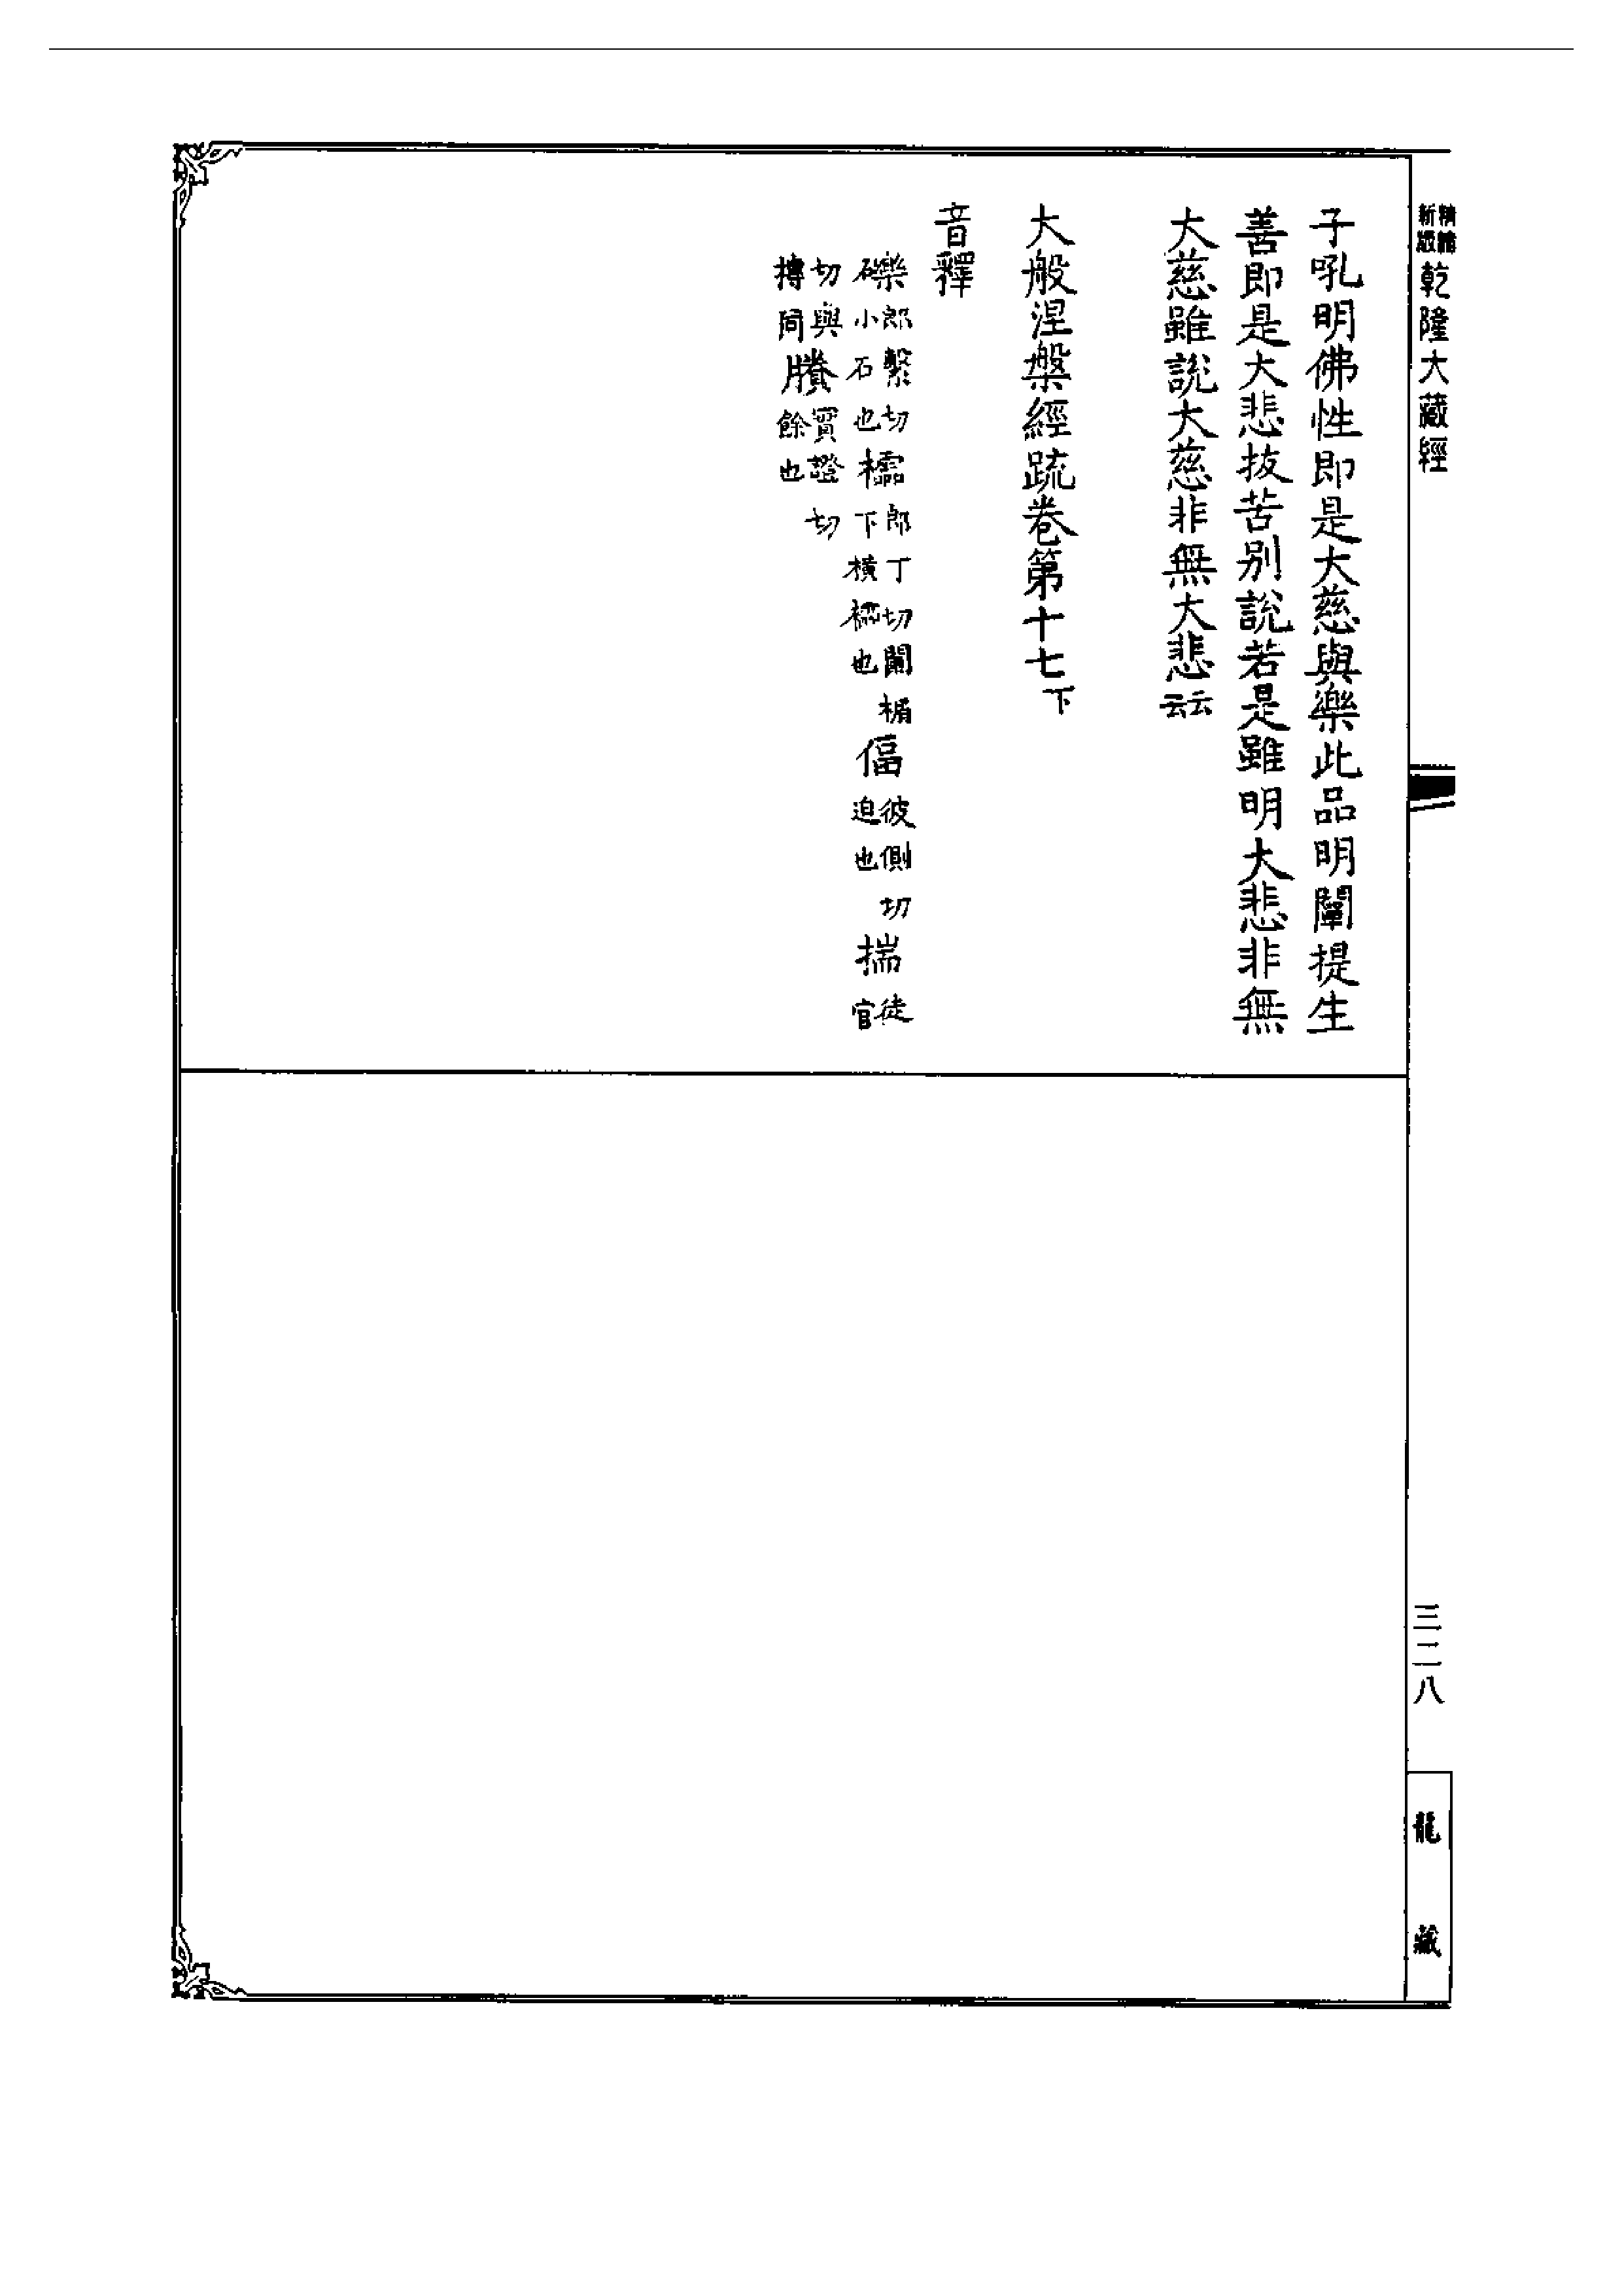 精緻
新版
乾隆大藏經
子吼明佛性即是大慈與樂此品明闡提生
善即是大悲拔苦別說若是雖明大悲非無
大慈雖說大慈非無大悲云云
大般涅槃經疏卷第十七下
音釋
礫郎擊切小石也櫺郎丁切闌楯下橫櫺也偪彼側切迫也揣徒官
切與摶同賸實證切餘也
三二八
龍藏